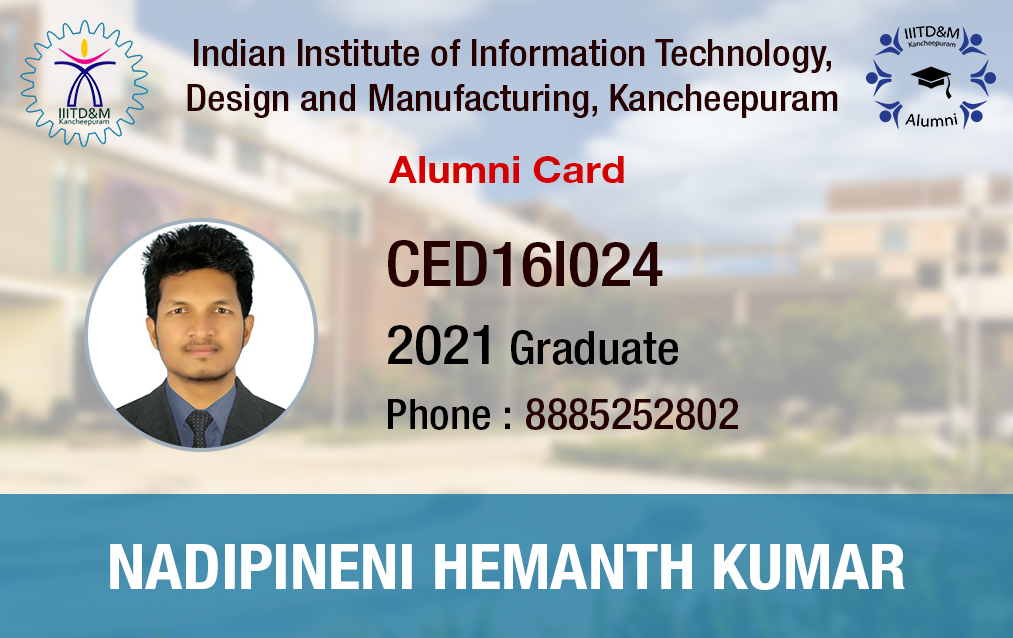 IIITD&M
Kancheepuram
Indian Institute of Information Technology,
Design and Manufacturing, Kancheepuram
IIITD&M
Kancheepuram
Alumni
Alumni Card
CED16I024
2021 Graduate
Phone : 8885252802
NADIPINENI HEMANTH KUMAR